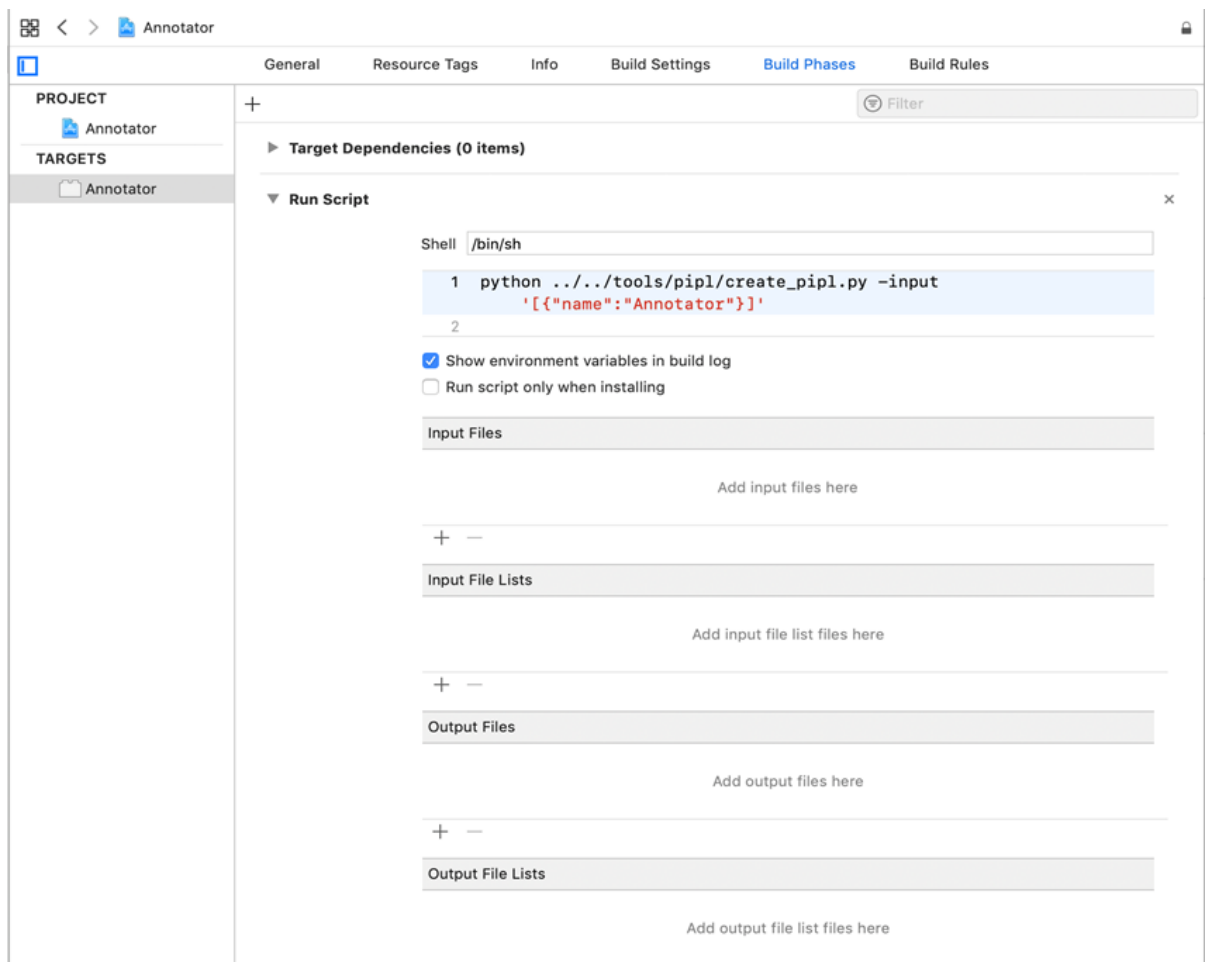 Annotator
General Resource Tags Info Build Settings Build Phases Build Rules
PROJECT
Annotator
TARGETS
Annotator
Filter
Target Dependencies (0 items)
Run Script
Shell /bin/sh
1 python ../../tools/pipl/create_pipl.py -input
'[{"name":"Annotator"}]'
2
Show environment variables in build log
Run script only when installing
Input Files
Add input files here
Input File Lists
Add input file list files here
Output Files
Add output files here
Output File Lists
Add output file list files here